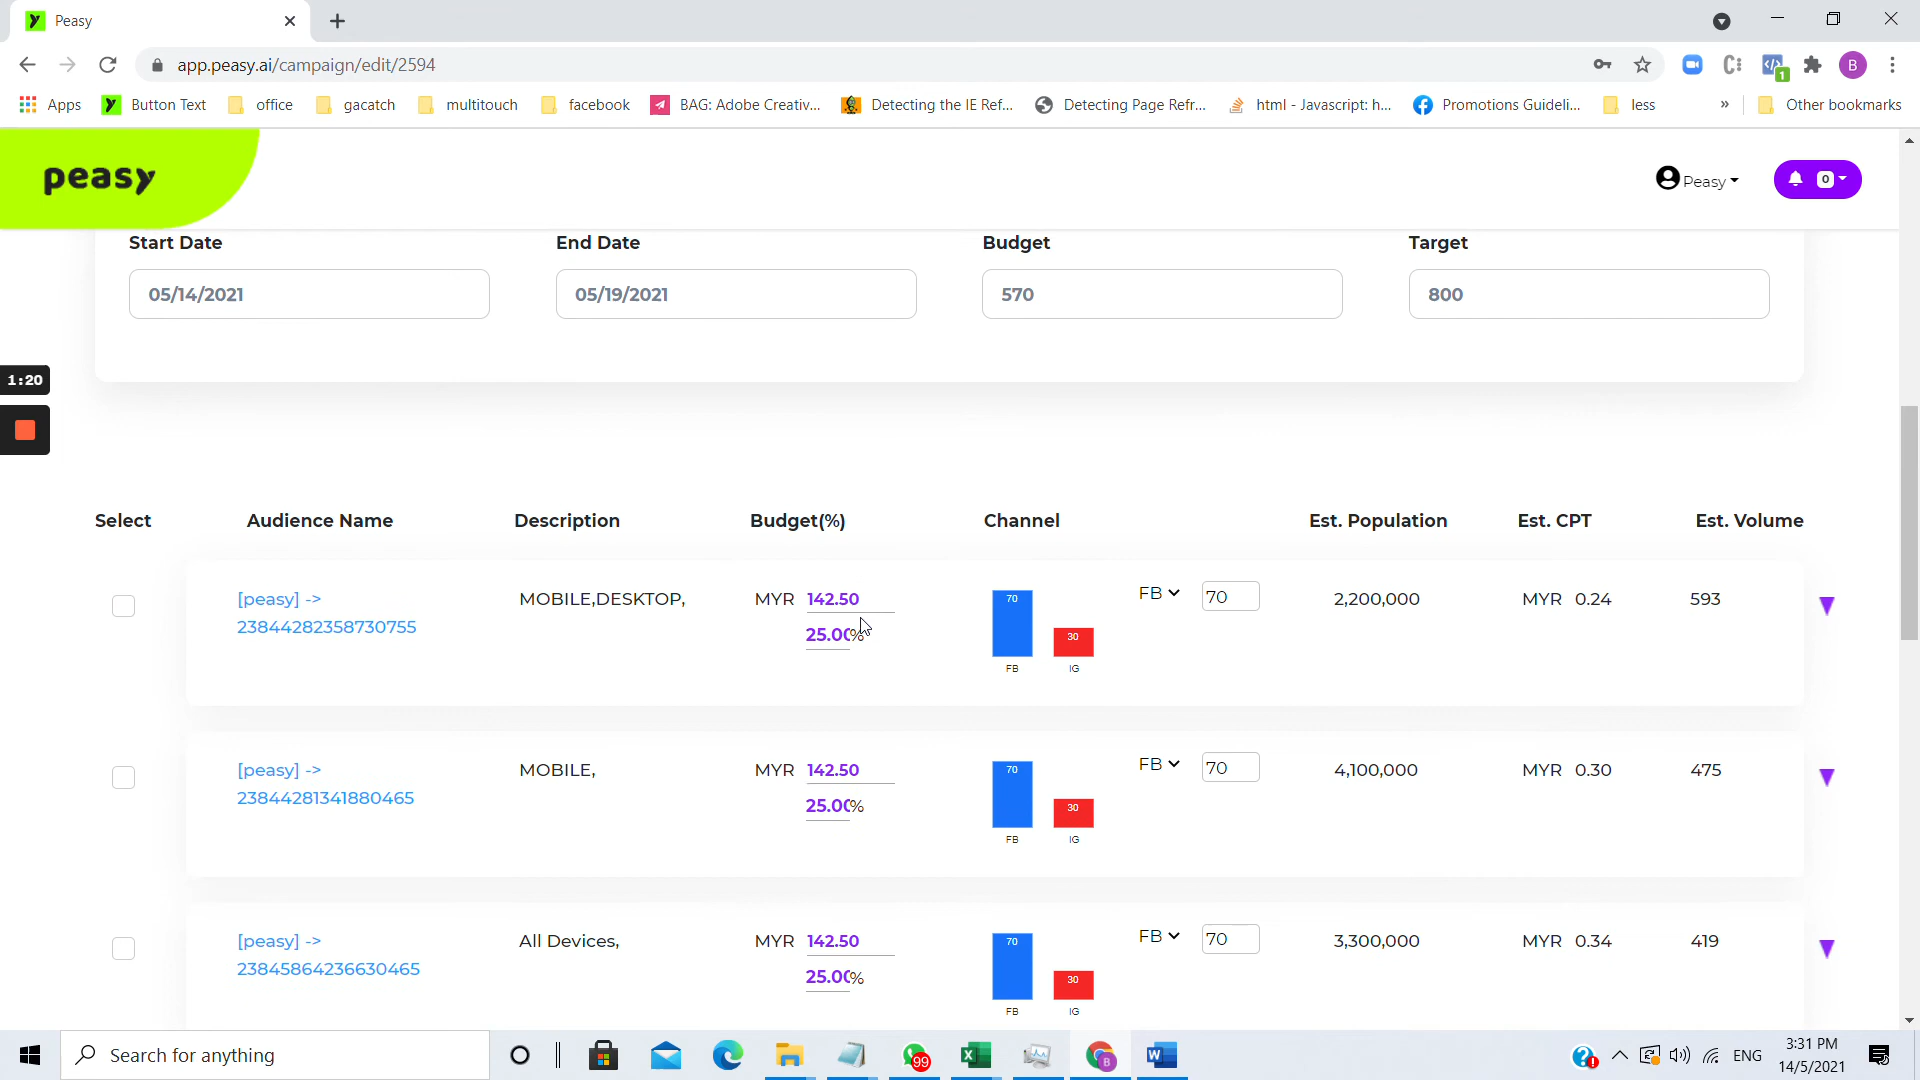 Peasy
app.peasy.ai/campaign/edit/2594
B
1
Apps
Button Text
office
gacatch
multitouch
facebook
BAG: Adobe Creativ...
Detecting the IE Ref...
Detecting Page Refr...
html - Javascript: h...
Promotions Guideli...
less
»
Other bookmarks
peasy
Peasy
0
Start Date
End Date
Budget
Target
05/14/2021
05/19/2021
570
800
1:20
Select
Audience Name
Description
Budget(%)
Channel
Est. Population
Est. CPT
Est. Volume
[peasy] ->
23844282358730755
MOBILE,DESKTOP,
MYR 142.50
25.00%
70
30
FB
IG
FB
70
2,200,000
MYR 0.24
593
[peasy] ->
23844281341880465
MOBILE,
MYR 142.50
25.00%
70
30
FB
IG
FB
70
4,100,000
MYR 0.30
475
[peasy] ->
23845864236630465
All Devices,
MYR 142.50
25.00%
70
30
FB
IG
FB
70
3,300,000
MYR 0.34
419
Search for anything
99
B
ENG
3:31 PM
14/5/2021